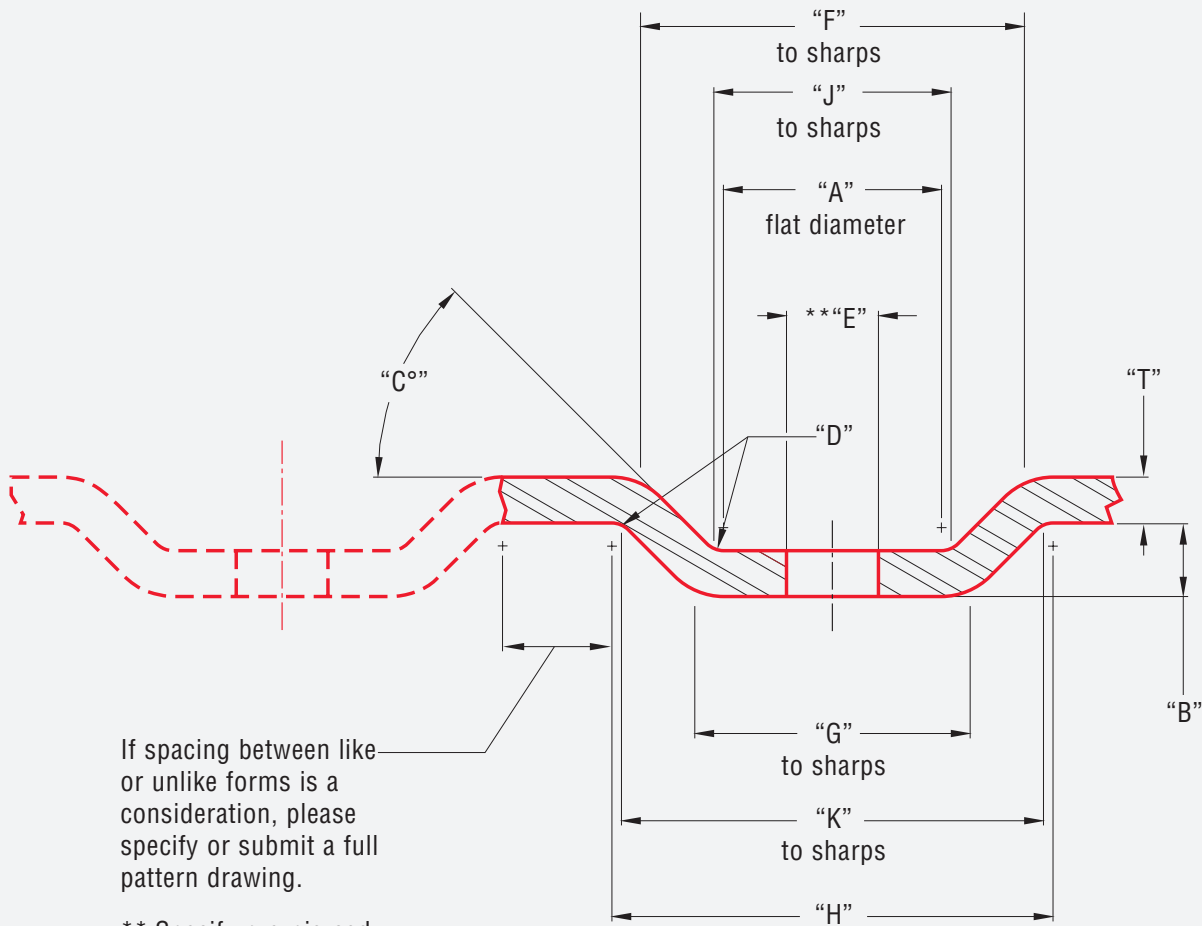 “F”
to sharps
“J”
to sharps
“A”
flat diameter
**“E”
“C°”
“T”
“D”
“B”
“G”
to sharps
“K”
to sharps
“H”
If spacing between like
or unlike forms is a
consideration, please
specify or submit a full
pattern drawing.
** Specify